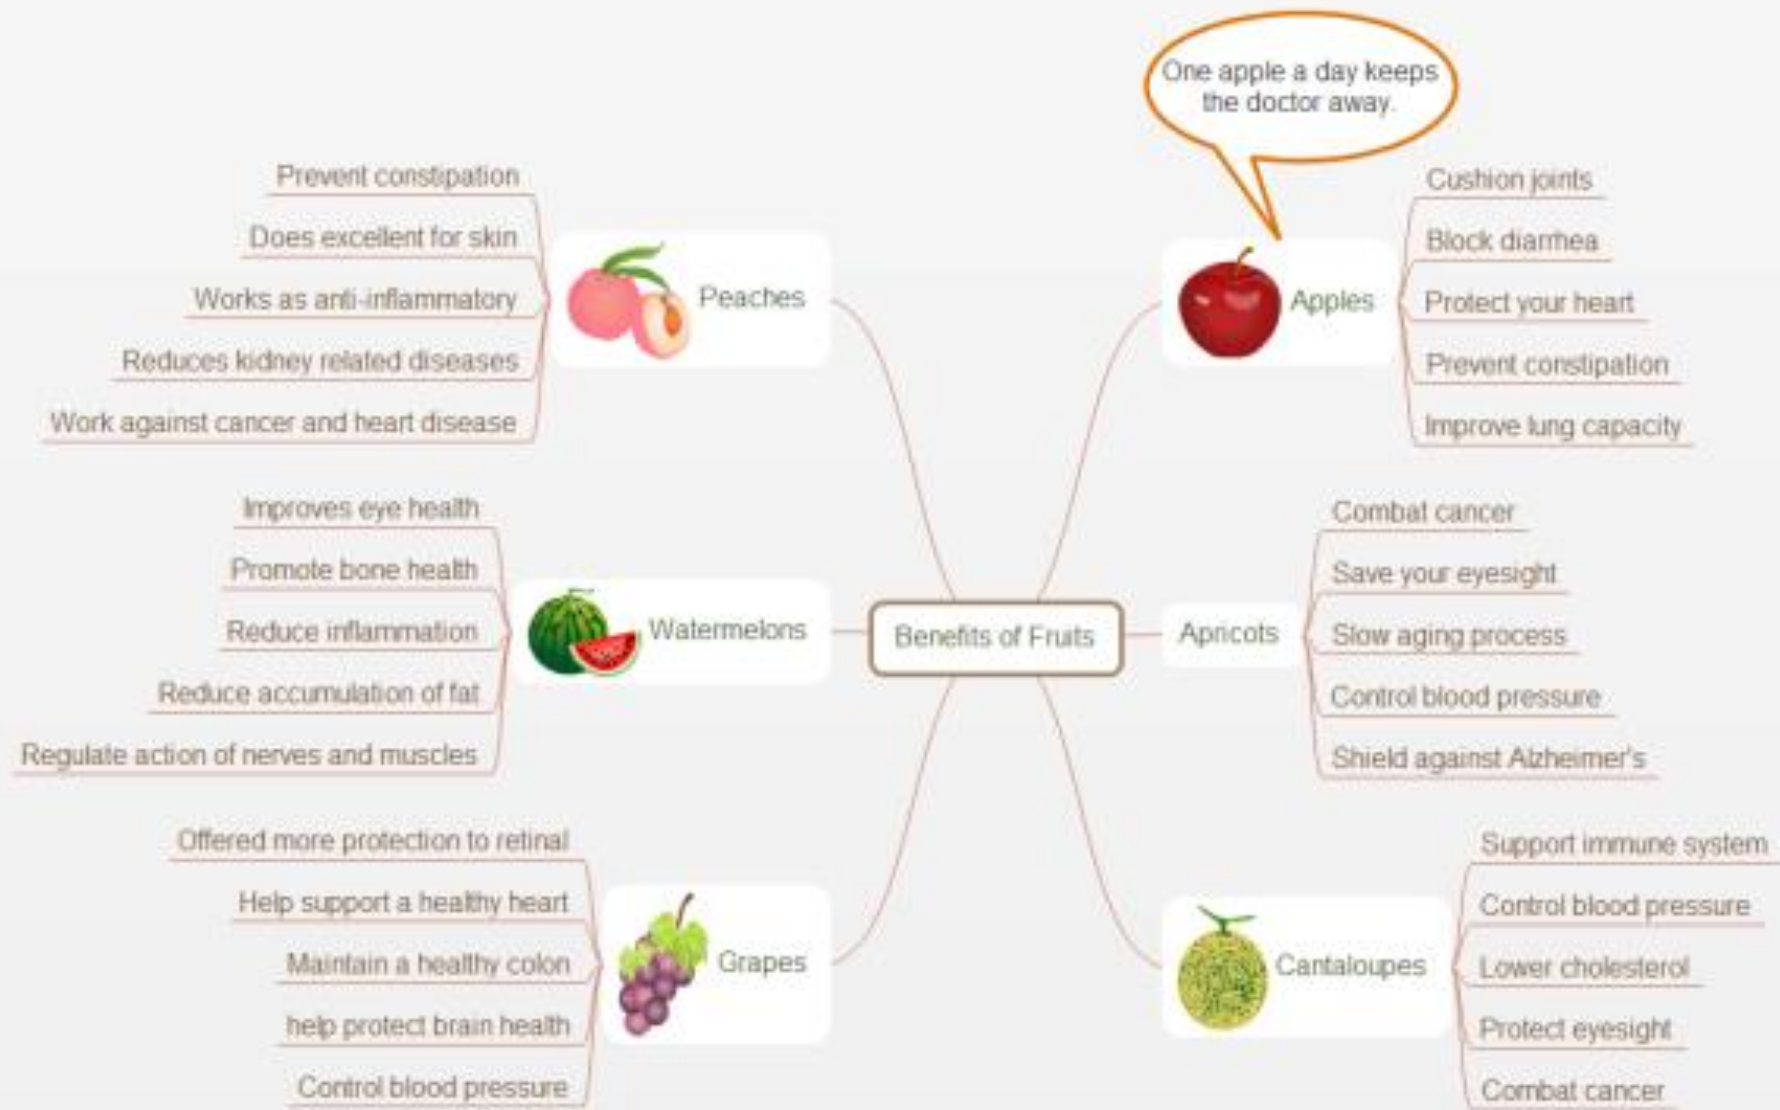 One apple a day keeps
the doctor away.
Prevent constipation
Does excellent for skin
Works as anti-inflammatory
Reduces kidney related diseases
Work against cancer and heart disease
Peaches
Improves eye health
Promote bone health
Reduce inflammation
Reduce accumulation of fat
Regulate action of nerves and muscles
Watermelons
Offered more protection to retinal
Help support a healthy heart
Maintain a healthy colon
help protect brain health
Control blood pressure
Grapes
Benefits of Fruits
Apples
Cushion joints
Block diarrhea
Protect your heart
Prevent constipation
Improve lung capacity
Apricots
Combat cancer
Save your eyesight
Slow aging process
Control blood pressure
Shield against Alzheimer's
Cantaloupes
Support immune system
Control blood pressure
Lower cholesterol
Protect eyesight
Combat cancer